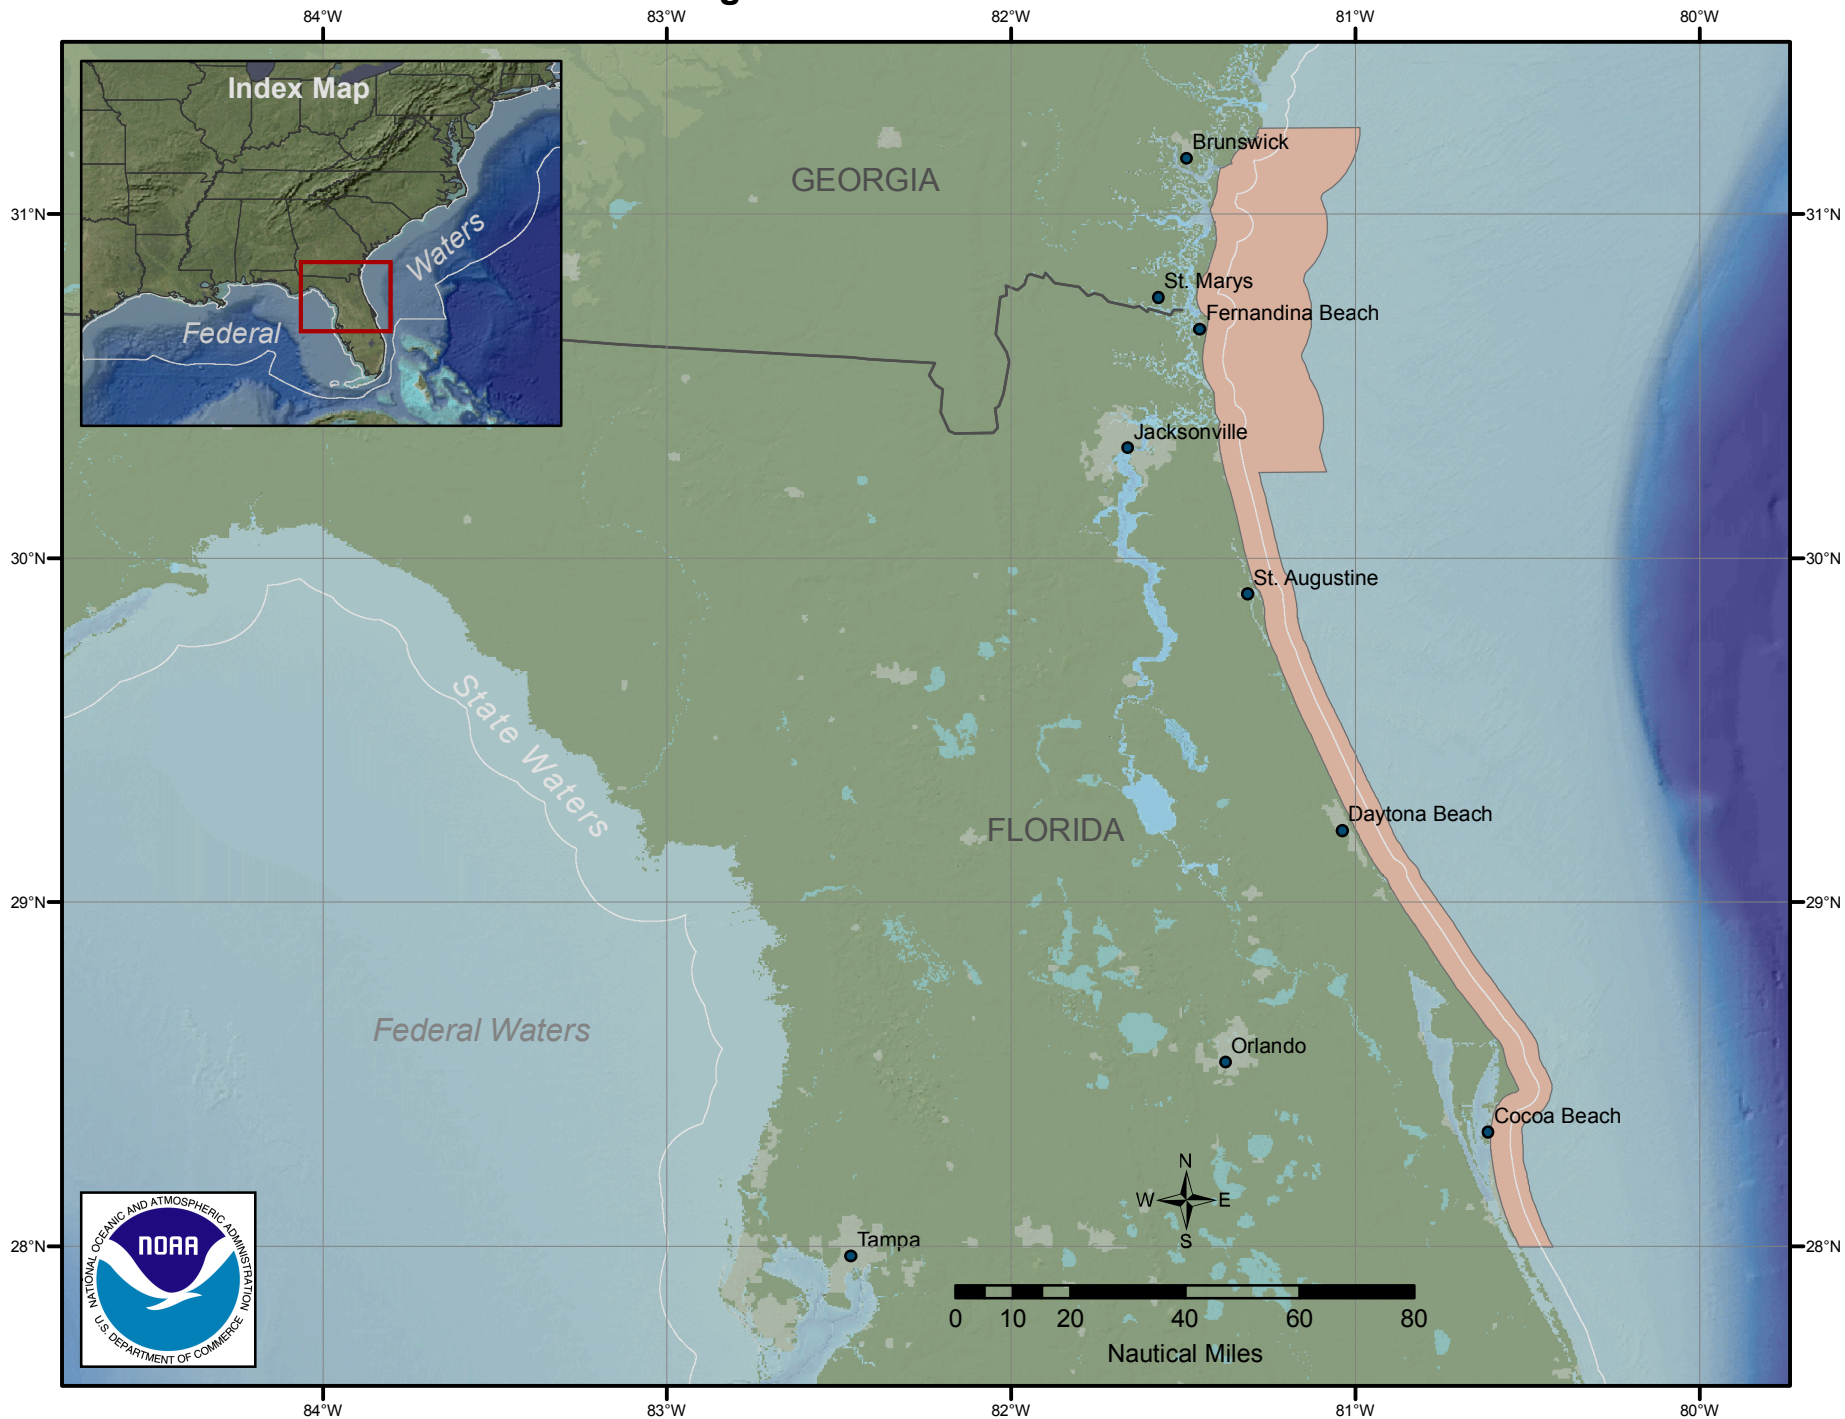 g
84°W
83°W
82°W
81°W
80°W
Index Map
Federal
Waters
31°N
31°N
30°N
30°N
29°N
29°N
28°N
28°N
GEORGIA
Brunswick
St. Marys
Fernandina Beach
Jacksonville
St. Augustine
State Waters
Daytona Beach
FLORIDA
Federal Waters
Orlando
Cocoa Beach
Tampa
N
W
E
S
0
10
20
40
60
80
Nautical Miles
NATIONAL OCEANIC AND ATMOSPHERIC ADMINISTRATION
NOAA
U.S. DEPARTMENT OF COMMERCE
84°W
83°W
82°W
81°W
80°W